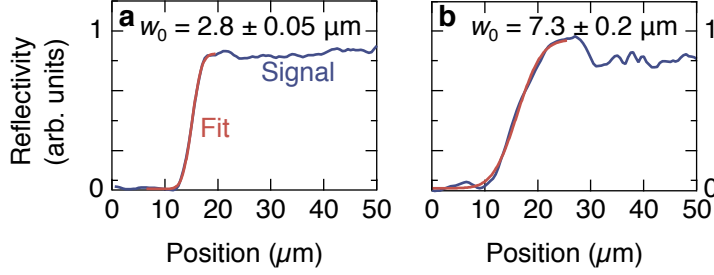 a w₀ = 2.8 ± 0.05 µm
b w₀ = 7.3 ± 0.2 µm
Reflectivity
(arb. units)
1
0
Signal
Fit
1
0
0 10 20 30 40 50
0 10 20 30 40 50
Position (µm)
Position (µm)